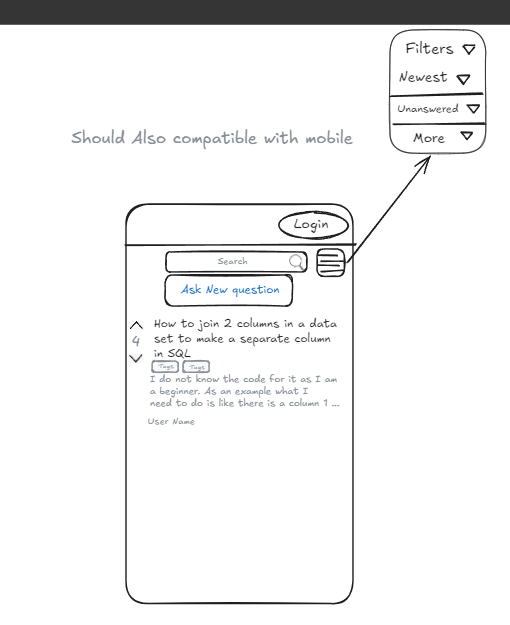 Filters
Newest
Unanswered
More
Should Also compatible with mobile
Login
Search
Ask New question
How to join 2 columns in a data
4
set to make a separate column
in SQL
Tags Tags
I do not know the code for it as I am
a beginner. As an example what I
need to do is like there is a column 1 ...
User Name